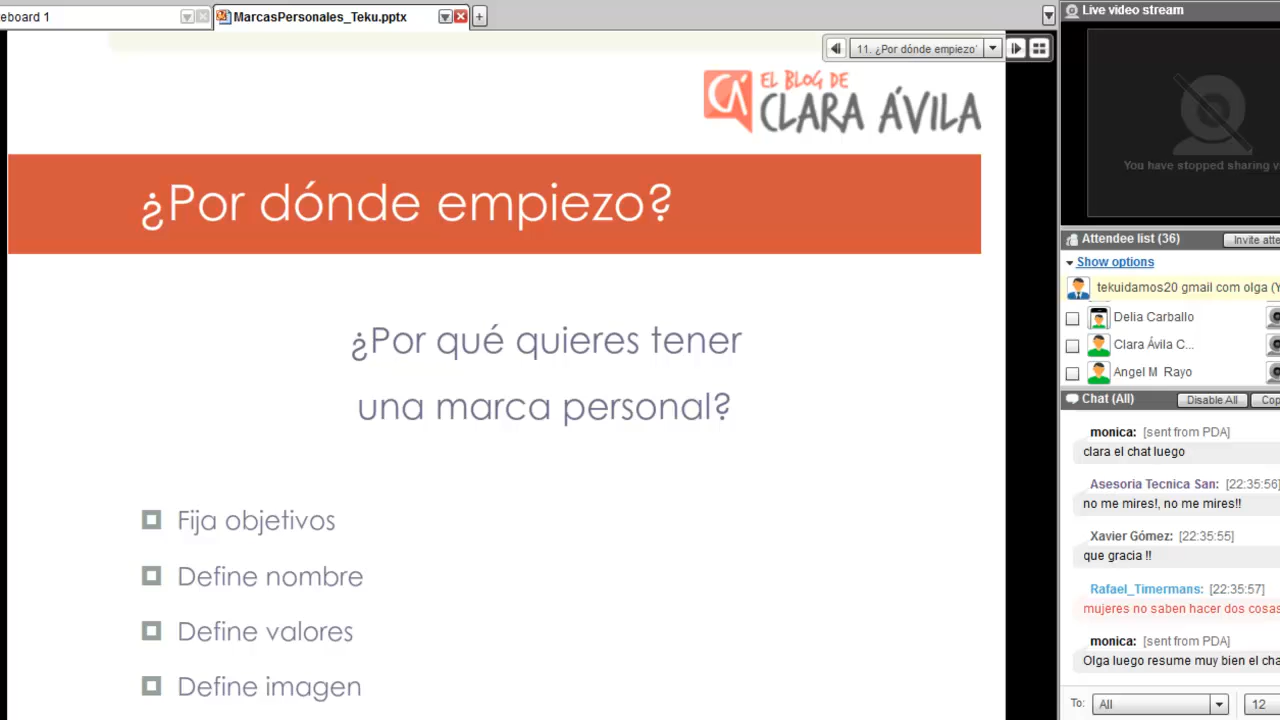 eboard 1
MarcasPersonales_Teku.pptx
11. ¿Por dónde empiezo?
CÁ
EL BLOG DE
CLARA ÁVILA
¿Por dónde empiezo?
¿Por qué quieres tener
una marca personal?
Fija objetivos
Define nombre
Define valores
Define imagen
Live video stream
You have stopped sharing
Attendee list (36)
Invite atte
Show options
tekuidamos20 gmail com olga (Y
Delia Carballo
Clara Ávila C...
Angel M Rayo
Chat (All)
Disable All
Cop
monica: [sent from PDA]
clara el chat luego
Asesoria Tecnica San: [22:35:56]
no me mires!, no me mires!!
Xavier Gómez: [22:35:55]
que gracia !!
Rafael_Timermans: [22:35:57]
mujeres no saben hacer dos cosas
monica: [sent from PDA]
Olga luego resume muy bien el cha
To:
All
12